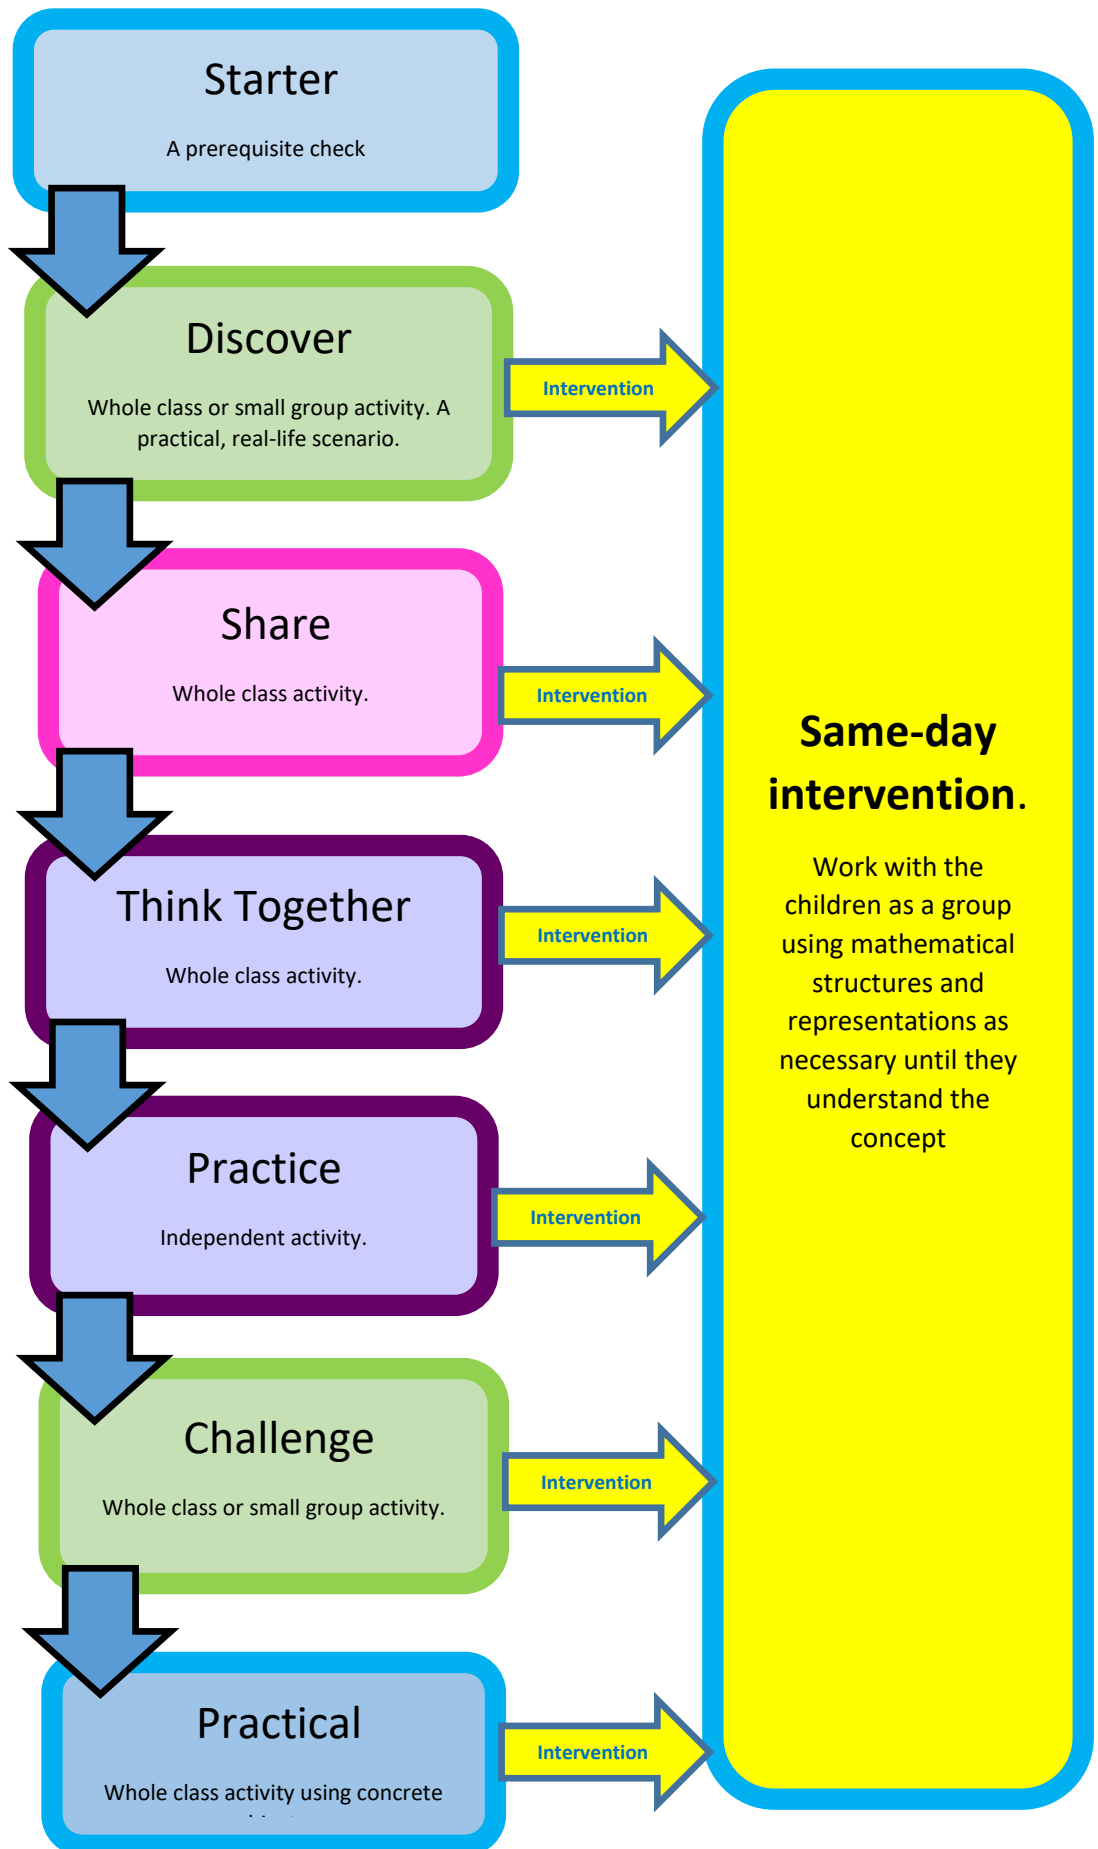 Starter
A prerequisite check
Discover
Whole class or small group activity. A
practical, real-life scenario.
Intervention
Share
Whole class activity.
Intervention
Think Together
Whole class activity.
Intervention
Practice
Independent activity.
Intervention
Challenge
Whole class or small group activity.
Intervention
Practical
Whole class activity using concrete
Intervention
Same-day
intervention.
Work with the
children as a group
using mathematical
structures and
representations as
necessary until they
understand the
concept